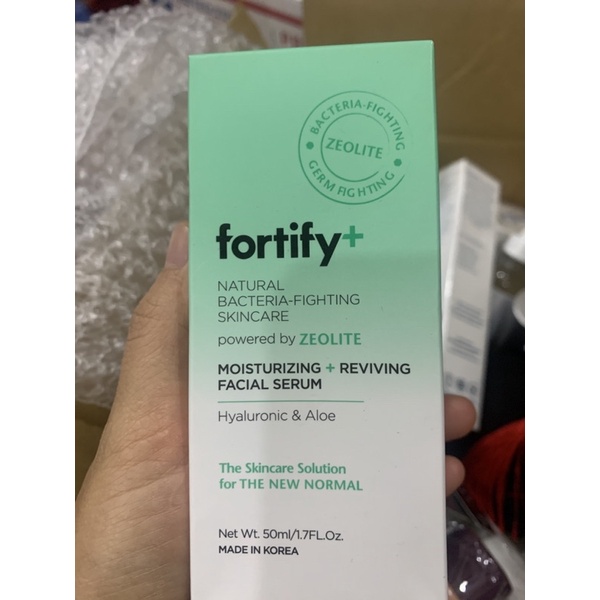 BACTERIA-FIGHTING
ZEOLITE
GERM FIGHTING
fortify+
NATURAL
BACTERIA-FIGHTING
SKINCARE
powered by ZEOLITE
MOISTURIZING + REVIVING
FACIAL SERUM
Hyaluronic & Aloe
The Skincare Solution
for THE NEW NORMAL
Net Wt. 50ml/1.7FL.Oz.
MADE IN KOREA